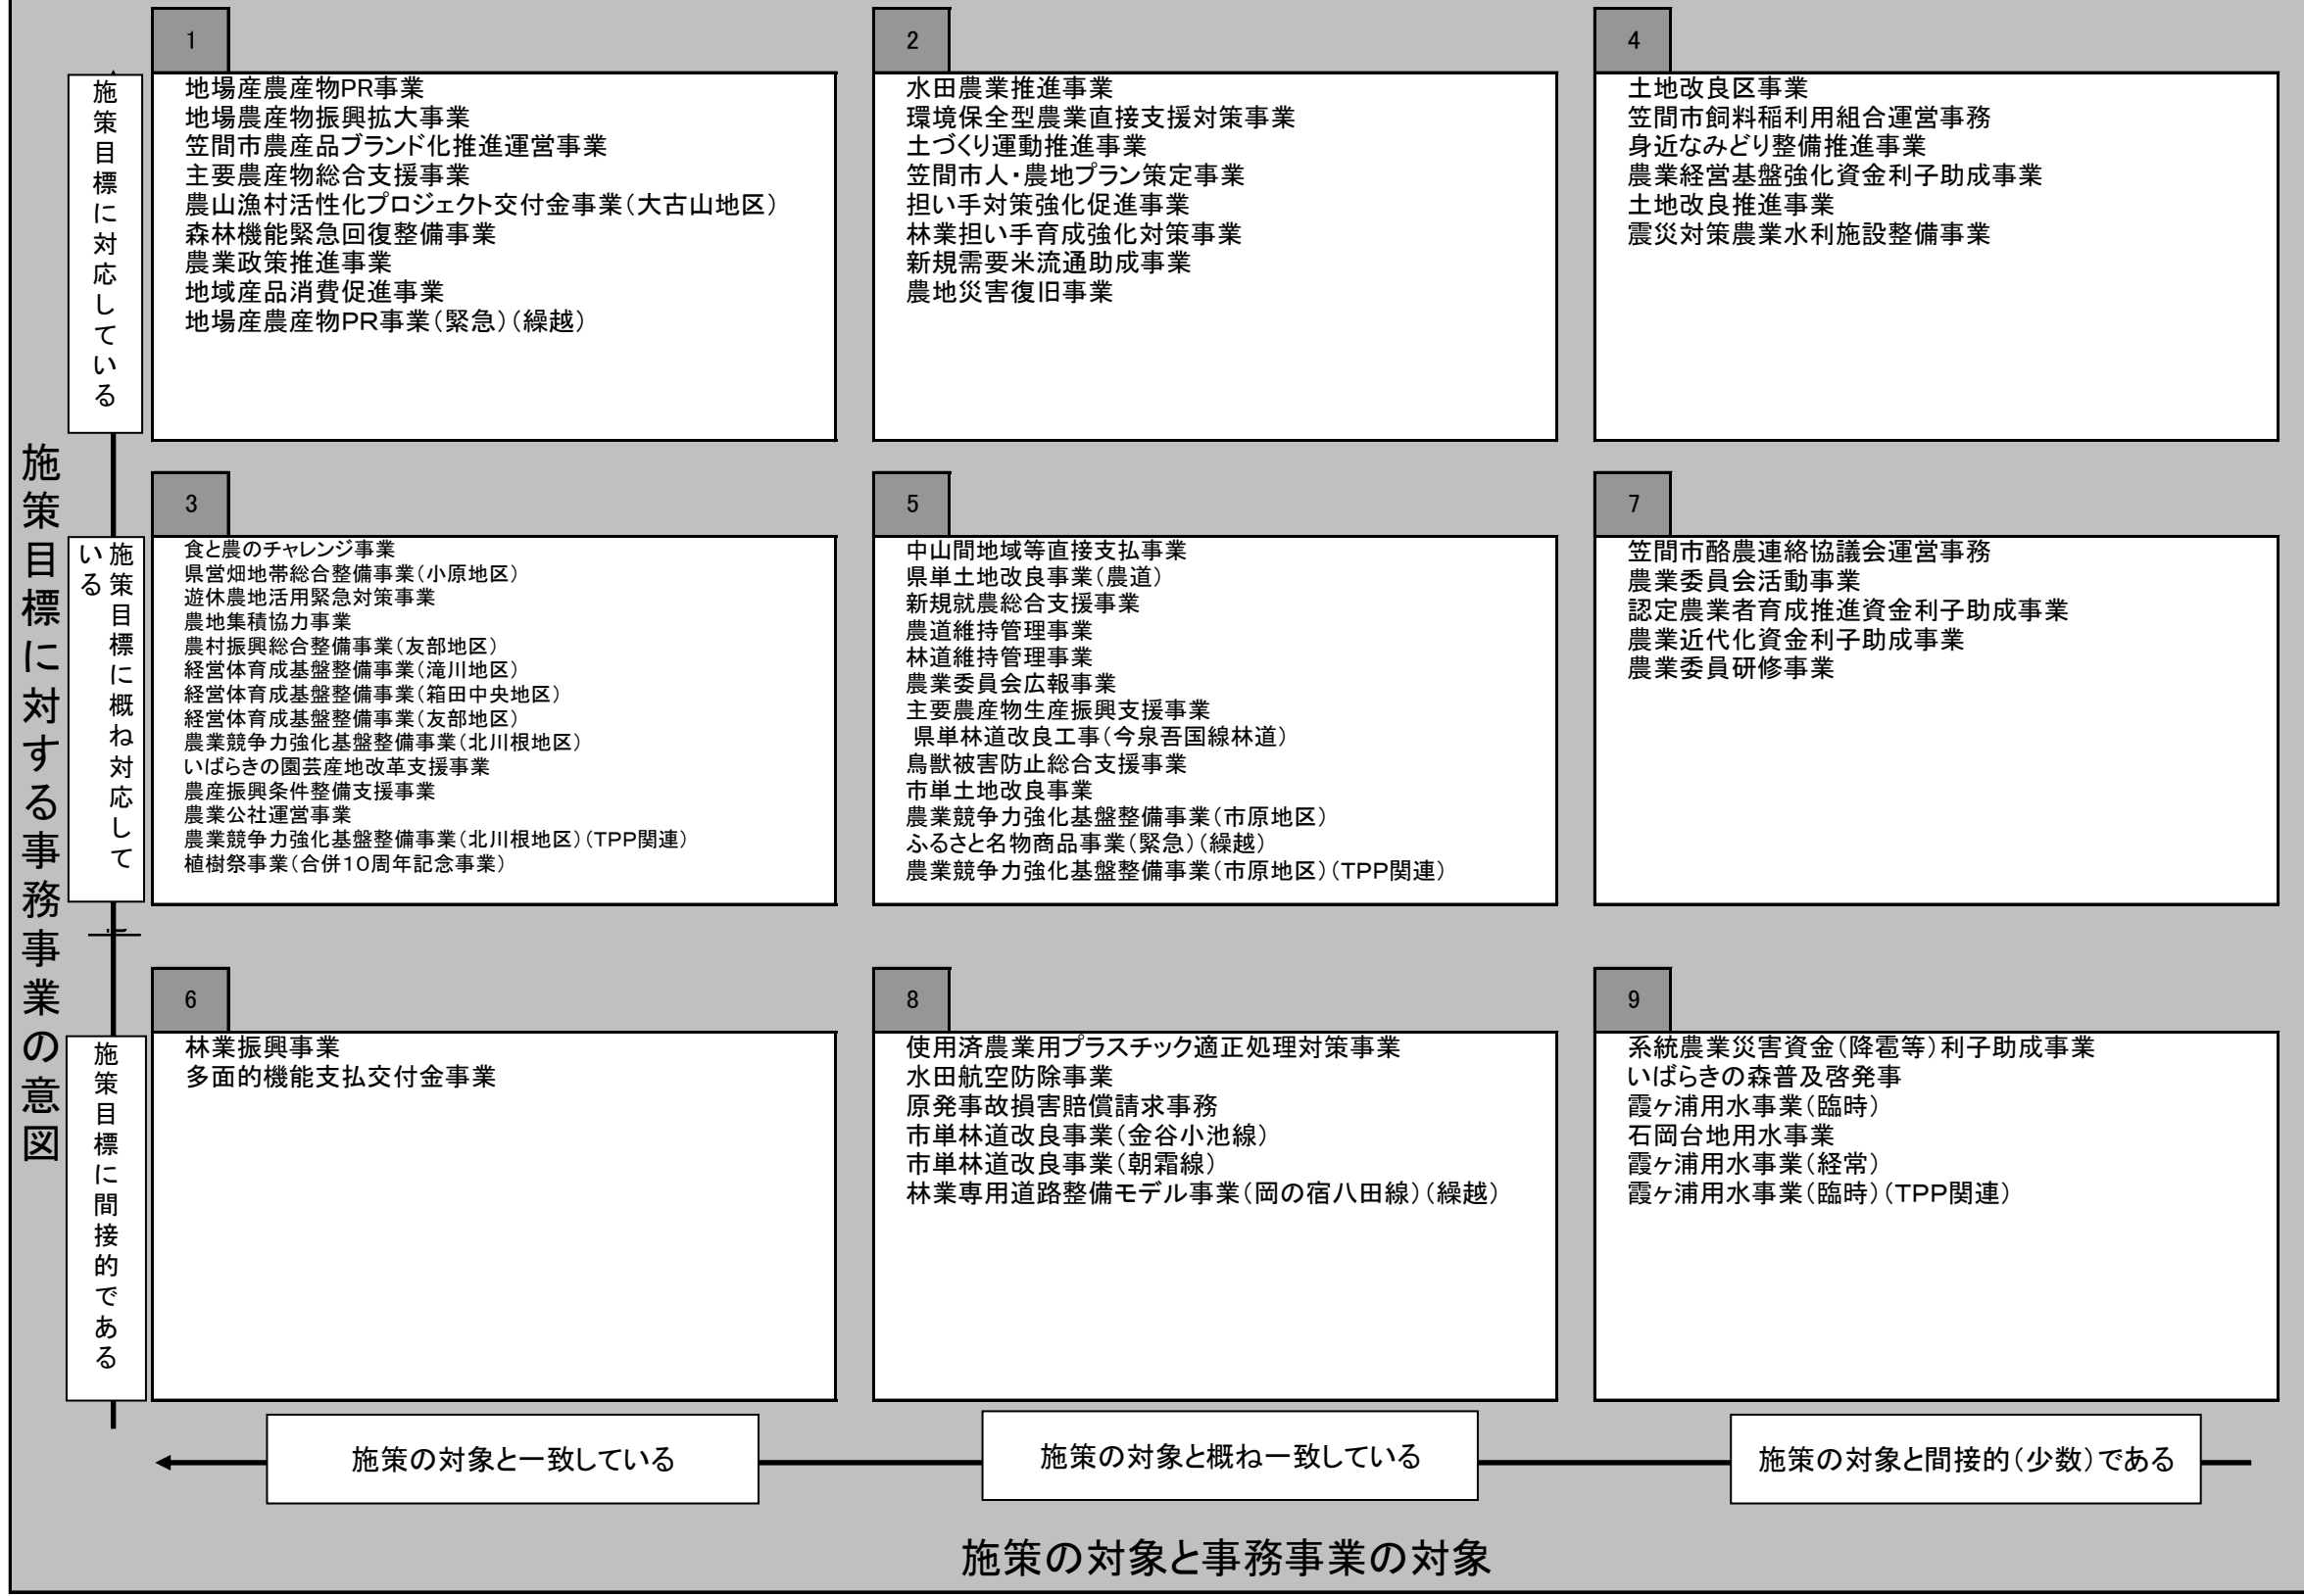 施策目標に対する事務事業の意図
施策目標に対応している
1
地場産農産物PR事業
地場農産物振興拡大事業
笠間市農産品ブランド化推進運営事業
主要農産物総合支援事業
農山漁村活性化プロジェクト交付金事業(大古山地区)
森林機能緊急回復整備事業
農業政策推進事業
地域産品消費促進事業
地場産農産物PR事業(緊急)(繰越)
2
水田農業推進事業
環境保全型農業直接支援対策事業
土づくり運動推進事業
笠間市人・農地プラン策定事業
担い手対策強化促進事業
林業担い手育成強化対策事業
新規需要米流通助成事業
農地災害復旧事業
4
土地改良区事業
笠間市飼料稲利用組合運営事務
身近なみどり整備推進事業
農業経営基盤強化資金利子助成事業
土地改良推進事業
震災対策農業水利施設整備事業
施策目標に概ね対応して
いる
3
食と農のチャレンジ事業
県営畑地帯総合整備事業(小原地区)
遊休農地活用緊急対策事業
農地集積協力事業
農村振興総合整備事業(友部地区)
経営体育成基盤整備事業(滝川地区)
経営体育成基盤整備事業(箱田中央地区)
経営体育成基盤整備事業(友部地区)
農業競争力強化基盤整備事業(北川根地区)
いばらきの園芸産地改革支援事業
農産振興条件整備支援事業
農業公社運営事業
農業競争力強化基盤整備事業(北川根地区)(TPP関連)
植樹祭事業(合併10周年記念事業)
5
中山間地域等直接支払事業
県単土地改良事業(農道)
新規就農総合支援事業
農道維持管理事業
林道維持管理事業
農業委員会広報事業
主要農産物生産振興支援事業
県単林道改良工事(今泉吾国線林道)
鳥獣被害防止総合支援事業
市単土地改良事業
農業競争力強化基盤整備事業(市原地区)
ふるさと名物商品事業(緊急)(繰越)
農業競争力強化基盤整備事業(市原地区)(TPP関連)
7
笠間市酪農連絡協議会運営事務
農業委員会活動事業
認定農業者育成推進資金利子助成事業
農業近代化資金利子助成事業
農業委員研修事業
施策目標に間接的である
6
林業振興事業
多面的機能支払交付金事業
8
使用済農業用プラスチック適正処理対策事業
水田航空防除事業
原発事故損害賠償請求事務
市単林道改良事業(金谷小池線)
市単林道改良事業(朝霜線)
林業専用道路整備モデル事業(岡の宿八田線)(繰越)
9
系統農業災害資金(降雹等)利子助成事業
いばらきの森普及啓発事
霞ヶ浦用水事業(臨時)
石岡台地用水事業
霞ヶ浦用水事業(経常)
霞ヶ浦用水事業(臨時)(TPP関連)
施策の対象と一致している
施策の対象と概ね一致している
施策の対象と間接的(少数)である
施策の対象と事務事業の対象